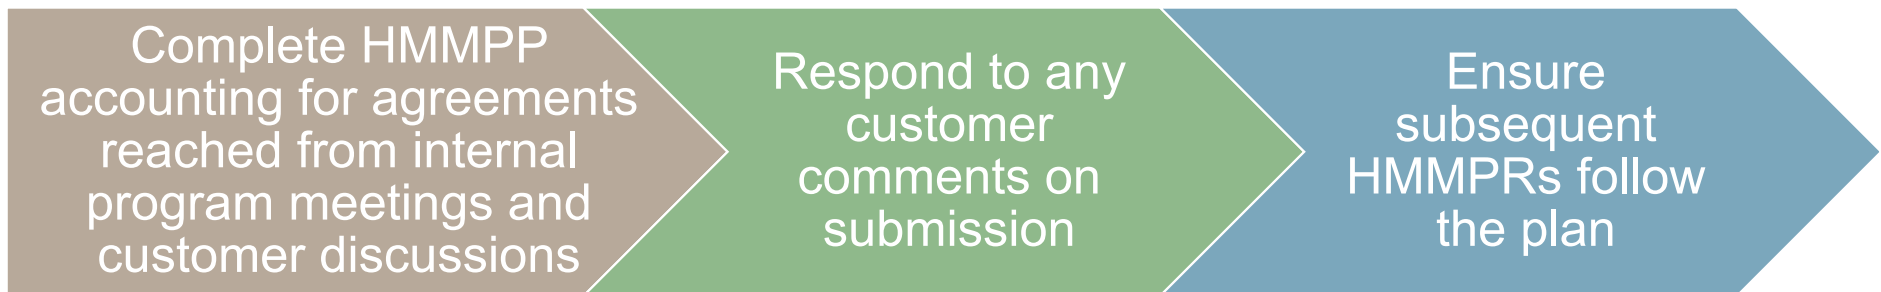 Complete HMMPP
accounting for agreements
reached from internal
program meetings and
customer discussions
Respond to any
customer
comments on
submission
Ensure
subsequent
HMMPRs follow
the plan